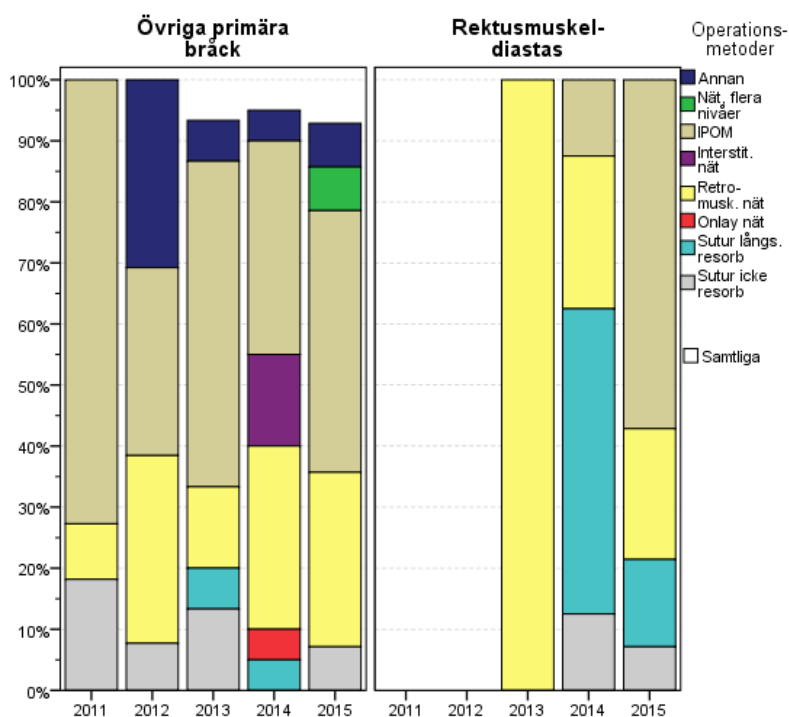 Övriga primära
bråck
Rektusmuskel-
diastas
Operations-
metoder
Annan
Nät, flera
nivåer
IPOM
Interstit.
nät
Retro-
musk. nät
Onlay nät
Sutur långs.
resorb
Sutur icke
resorb
Samtliga
100%
90%
80%
70%
60%
50%
40%
30%
20%
10%
0%
2011 2012 2013 2014 2015 2011 2012 2013 2014 2015